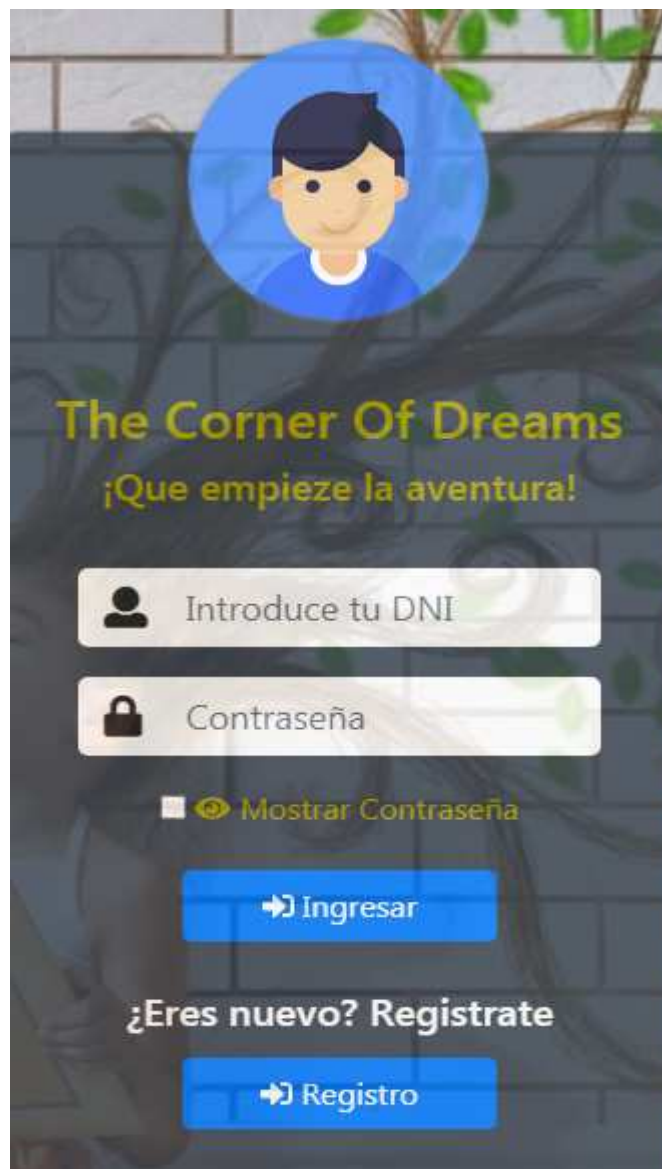 The Corner Of Dreams
¡Que empieze la aventura!
Introduce tu DNI
Contraseña
Mostrar Contraseña
Ingresar
¿Eres nuevo? Registrate
Registro